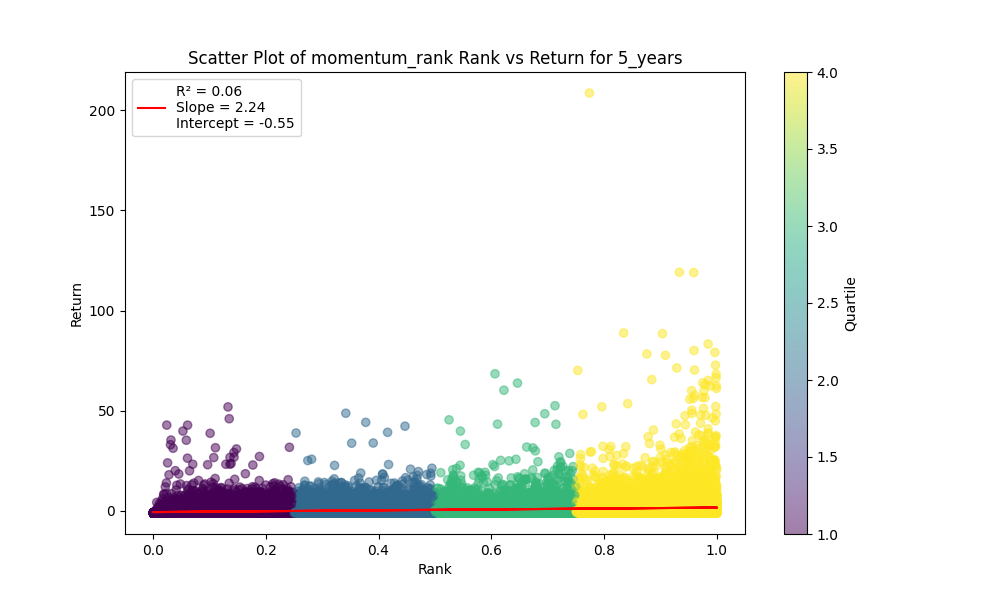 Scatter Plot of momentum_rank Rank vs Return for 5_years
R² = 0.06
Slope = 2.24
Intercept = -0.55
200
150
100
50
0
Return
0.0 0.2 0.4 0.6 0.8 1.0
Rank
4.0
3.5
3.0
2.5
2.0
1.5
1.0
Quartile